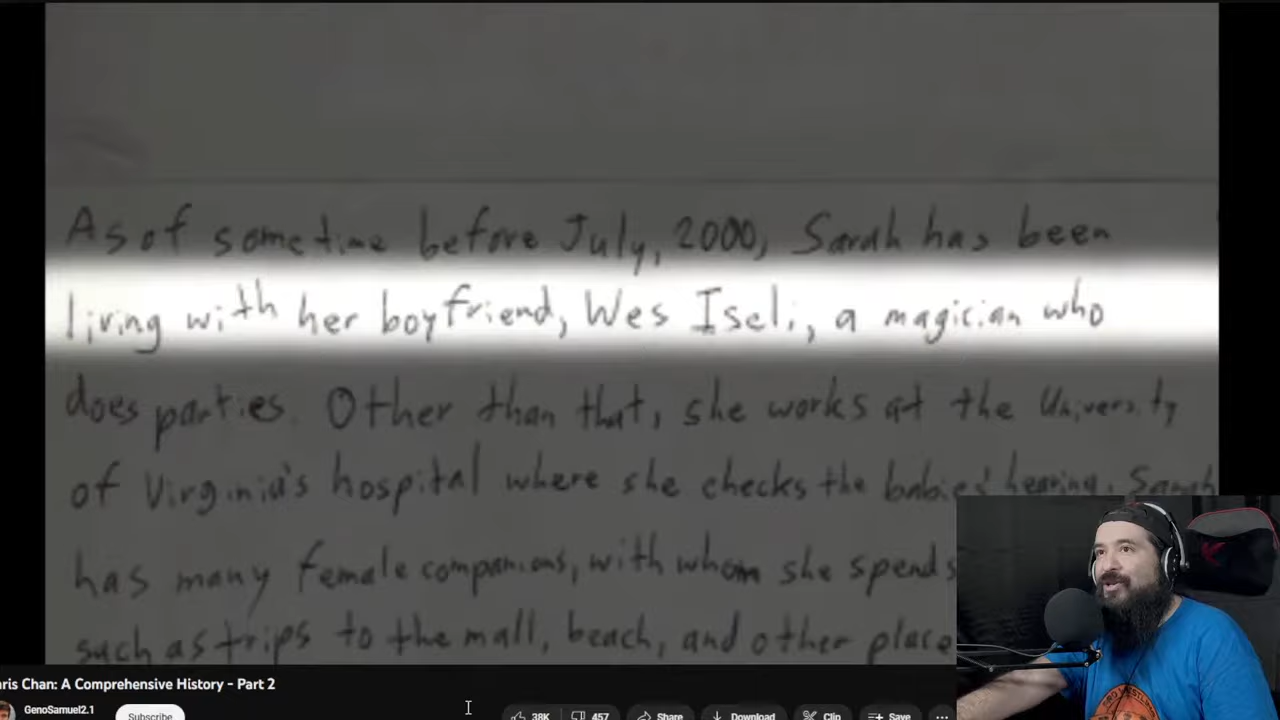 As of sometime before July, 2000, Sarah has been
living with her boyfriend, Wes Iseli, a magician who
does parties. Other than that, she works at the University
of Virginia's hospital where she checks the babies' hearing. Sarah
has many female companions, with whom she spends
such as trips to the mall, beach, and other place
aris Chan: A Comprehensive History - Part 2
GenoSamuel2.1
Subscribe
38K
457
Share
Download
Clip
Save
...